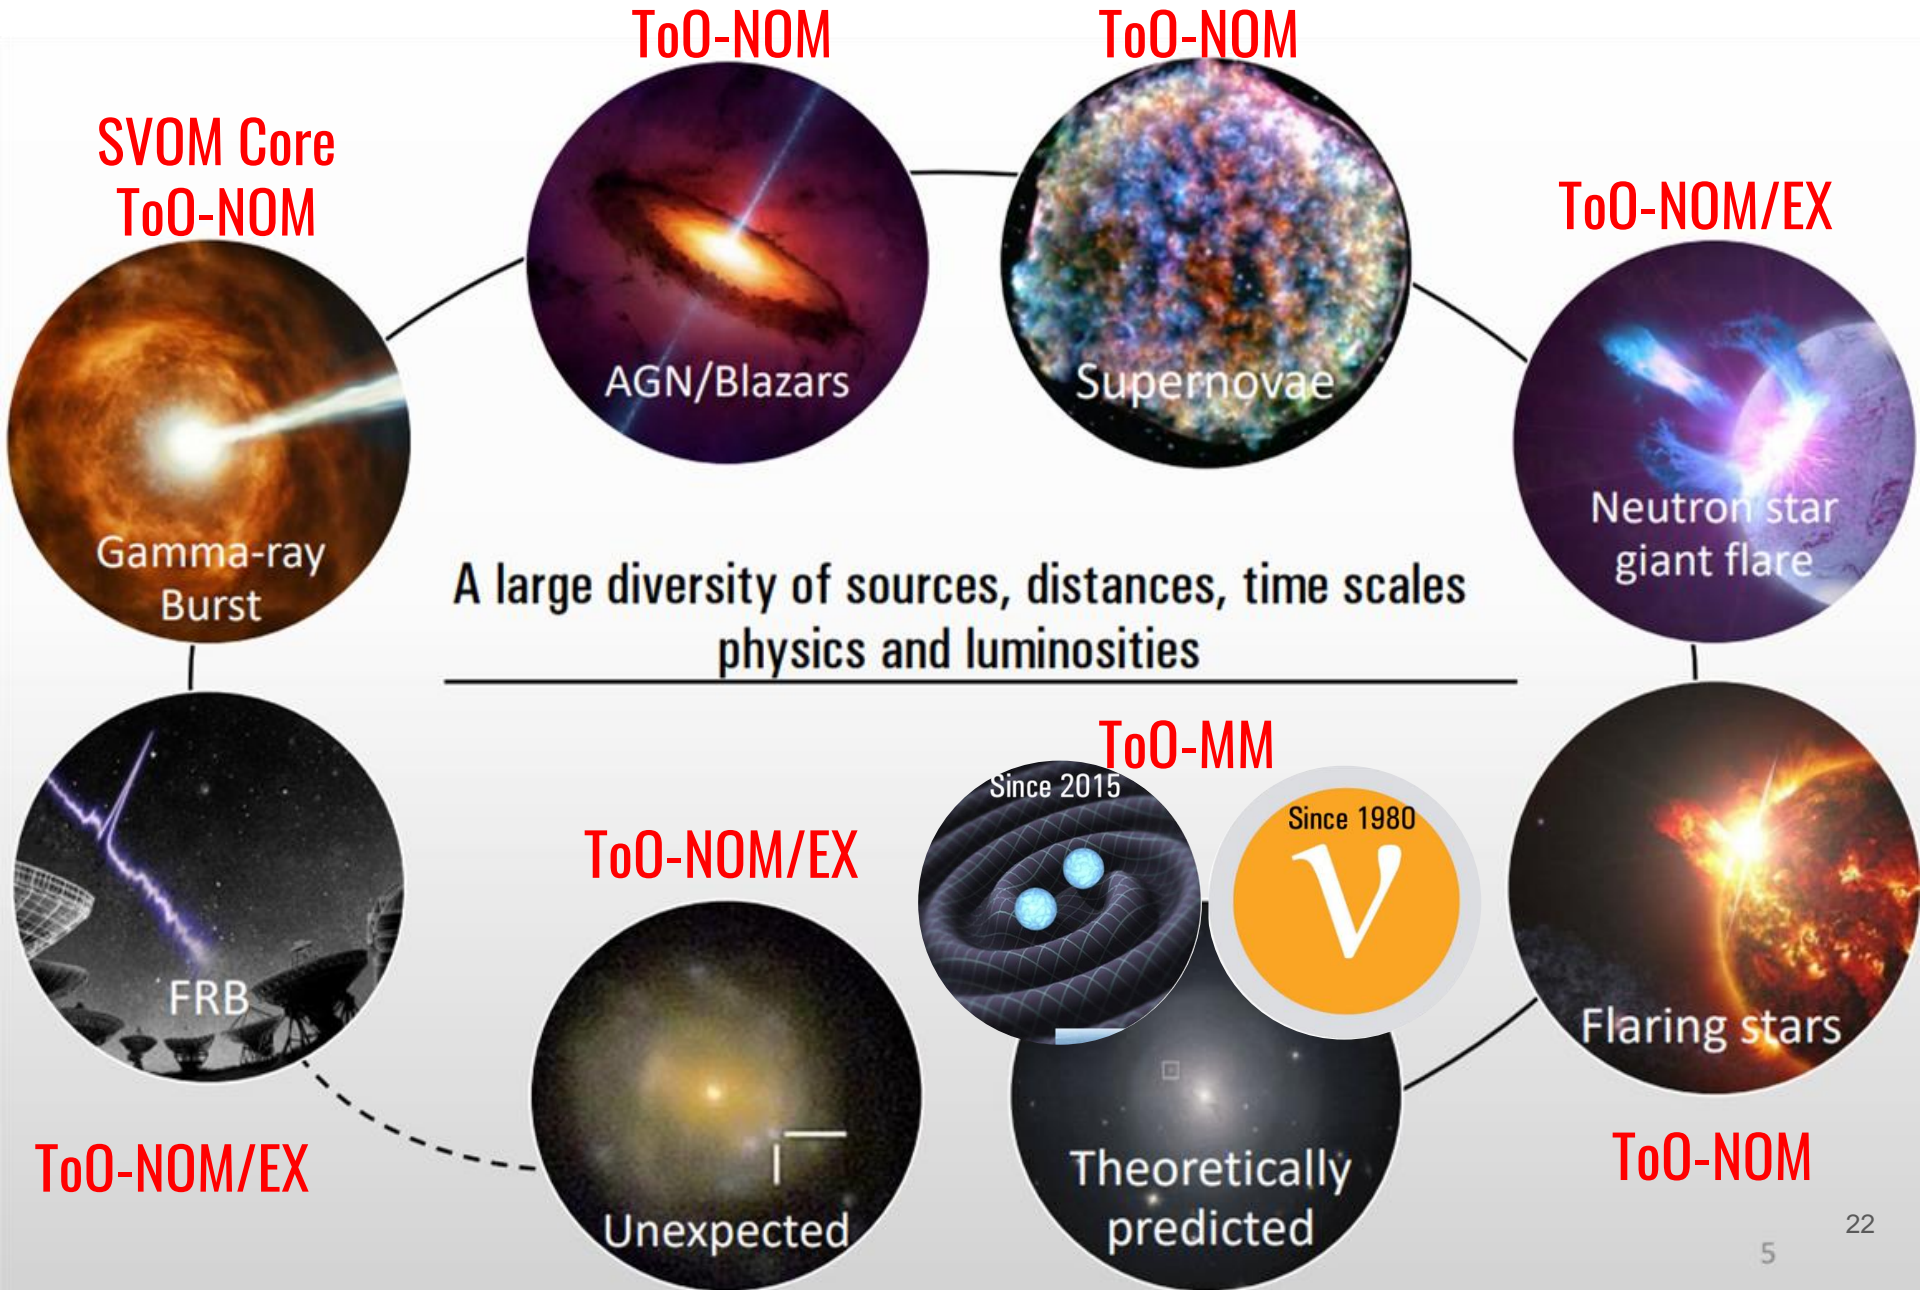 ToO-NOM
ToO-NOM
SVOM Core
ToO-NOM
ToO-NOM/EX
AGN/Blazars
Supernovae
Neutron star
giant flare
Gamma-ray
Burst
A large diversity of sources, distances, time scales
physics and luminosities
ToO-MM
Since 2015
Since 1980
ν
ToO-NOM/EX
FRB
Flaring stars
ToO-NOM/EX
ToO-NOM
Unexpected
Theoretically
predicted
22
5